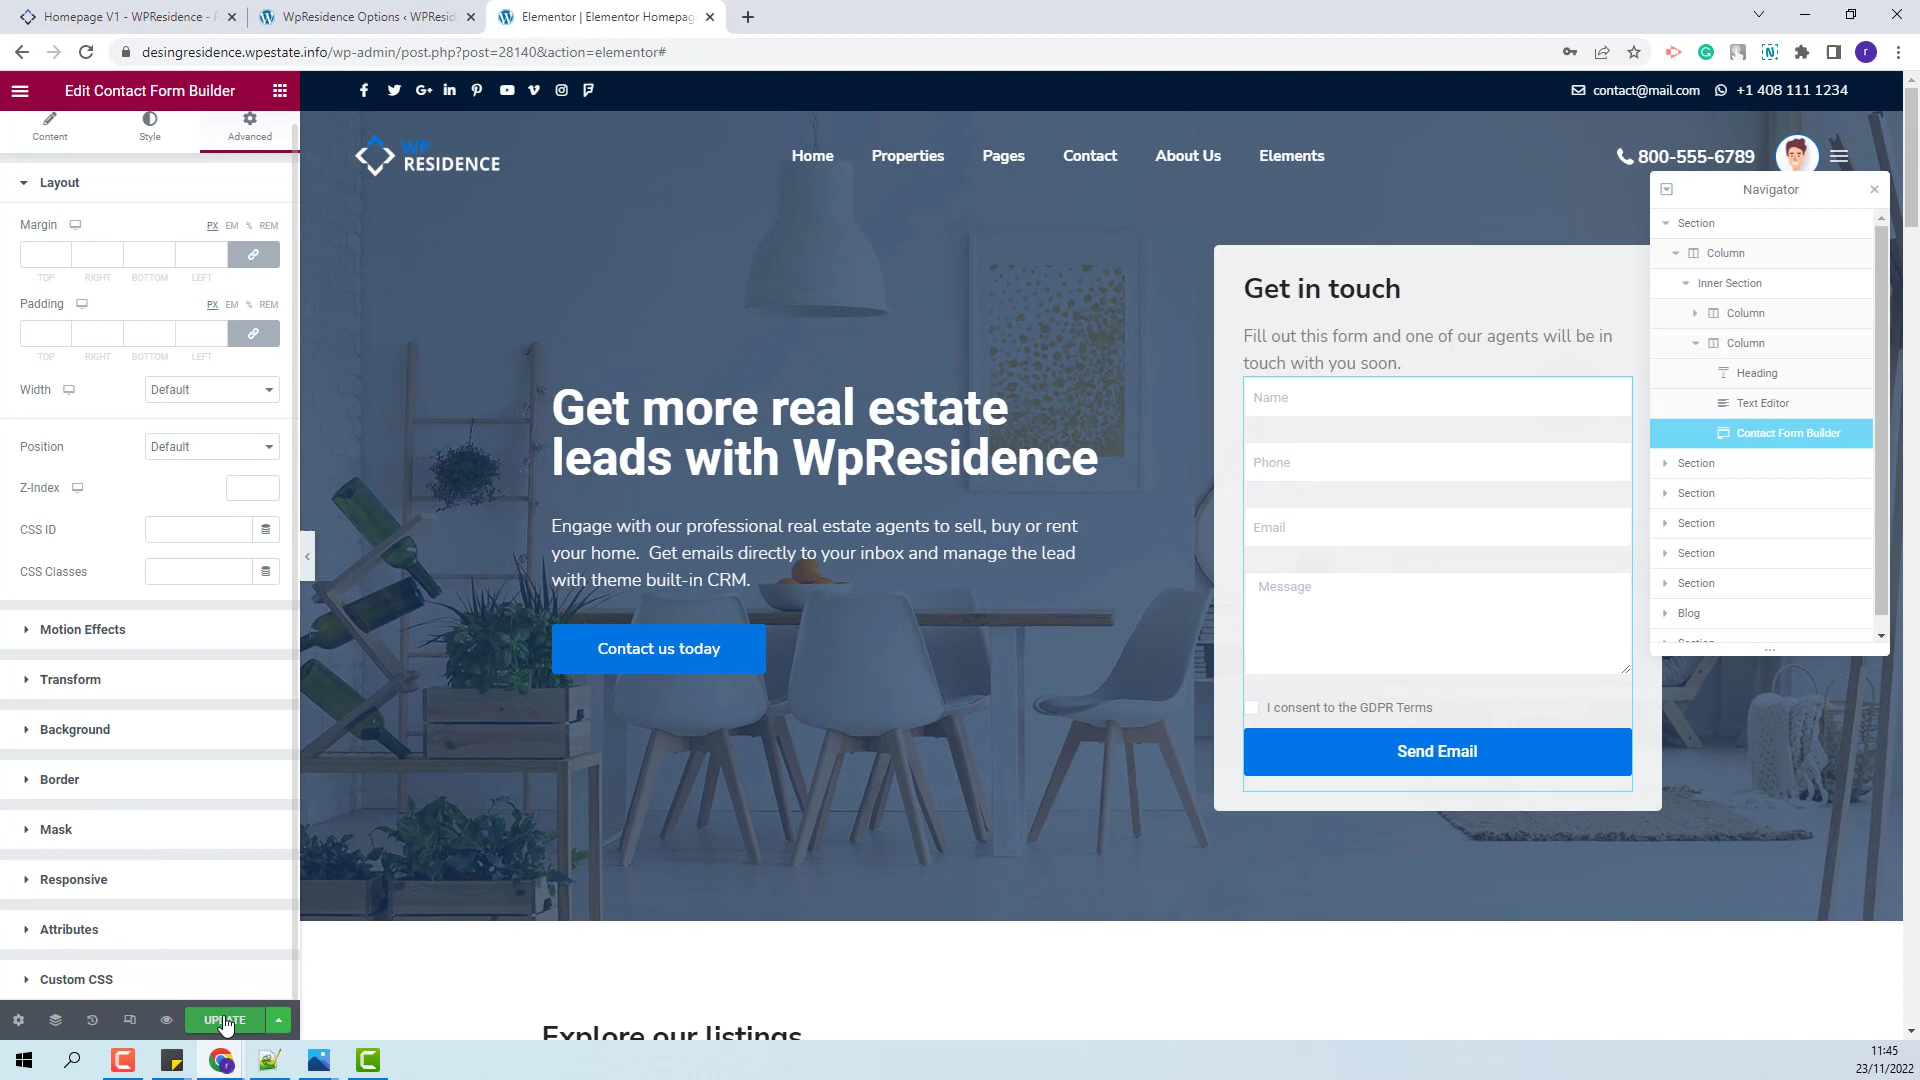 Homepage V1 - WPResidence -
WpResidence Options ‹ WPResid
Elementor | Elementor Homepag
desingresidence.wpestate.info/wp-admin/post.php?post=28140&action=elementor#
r
Edit Contact Form Builder
Content
Style
Advanced
Layout
Margin
PX EM % REM
TOP RIGHT BOTTOM LEFT
Padding
PX EM % REM
TOP RIGHT BOTTOM LEFT
Width
Default
Position
Default
Z-Index
CSS ID
CSS Classes
Motion Effects
Transform
Background
Border
Mask
Responsive
Attributes
Custom CSS
UPDATE
contact@mail.com
+1 408 111 1234
WP
RESIDENCE
Home
Properties
Pages
Contact
About Us
Elements
800-555-6789
Get more real estate
leads with WpResidence
Engage with our professional real estate agents to sell, buy or rent
your home. Get emails directly to your inbox and manage the lead
with theme built-in CRM.
Contact us today
Get in touch
Fill out this form and one of our agents will be in
touch with you soon.
Name
Phone
Email
Message
I consent to the GDPR Terms
Send Email
Explore our listings
Navigator
Section
Column
Inner Section
Column
Column
Heading
Text Editor
Contact Form Builder
Section
Section
Section
Section
Section
Blog
11:45
23/11/2022